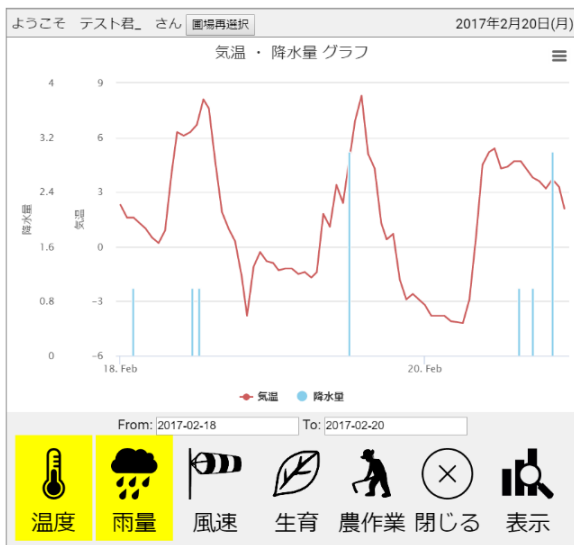 ようこそ テスト君_ さん 圃場再選択 2017年2月20日(月)
気温 ・ 降水量 グラフ
4 9
3.2 6
2.4 3
1.6 0
0.8 -3
0 -6
降水量
気温
18. Feb 20. Feb
気温 降水量
From: 2017-02-18 To: 2017-02-20
温度 雨量 風速 生育 農作業 閉じる 表示